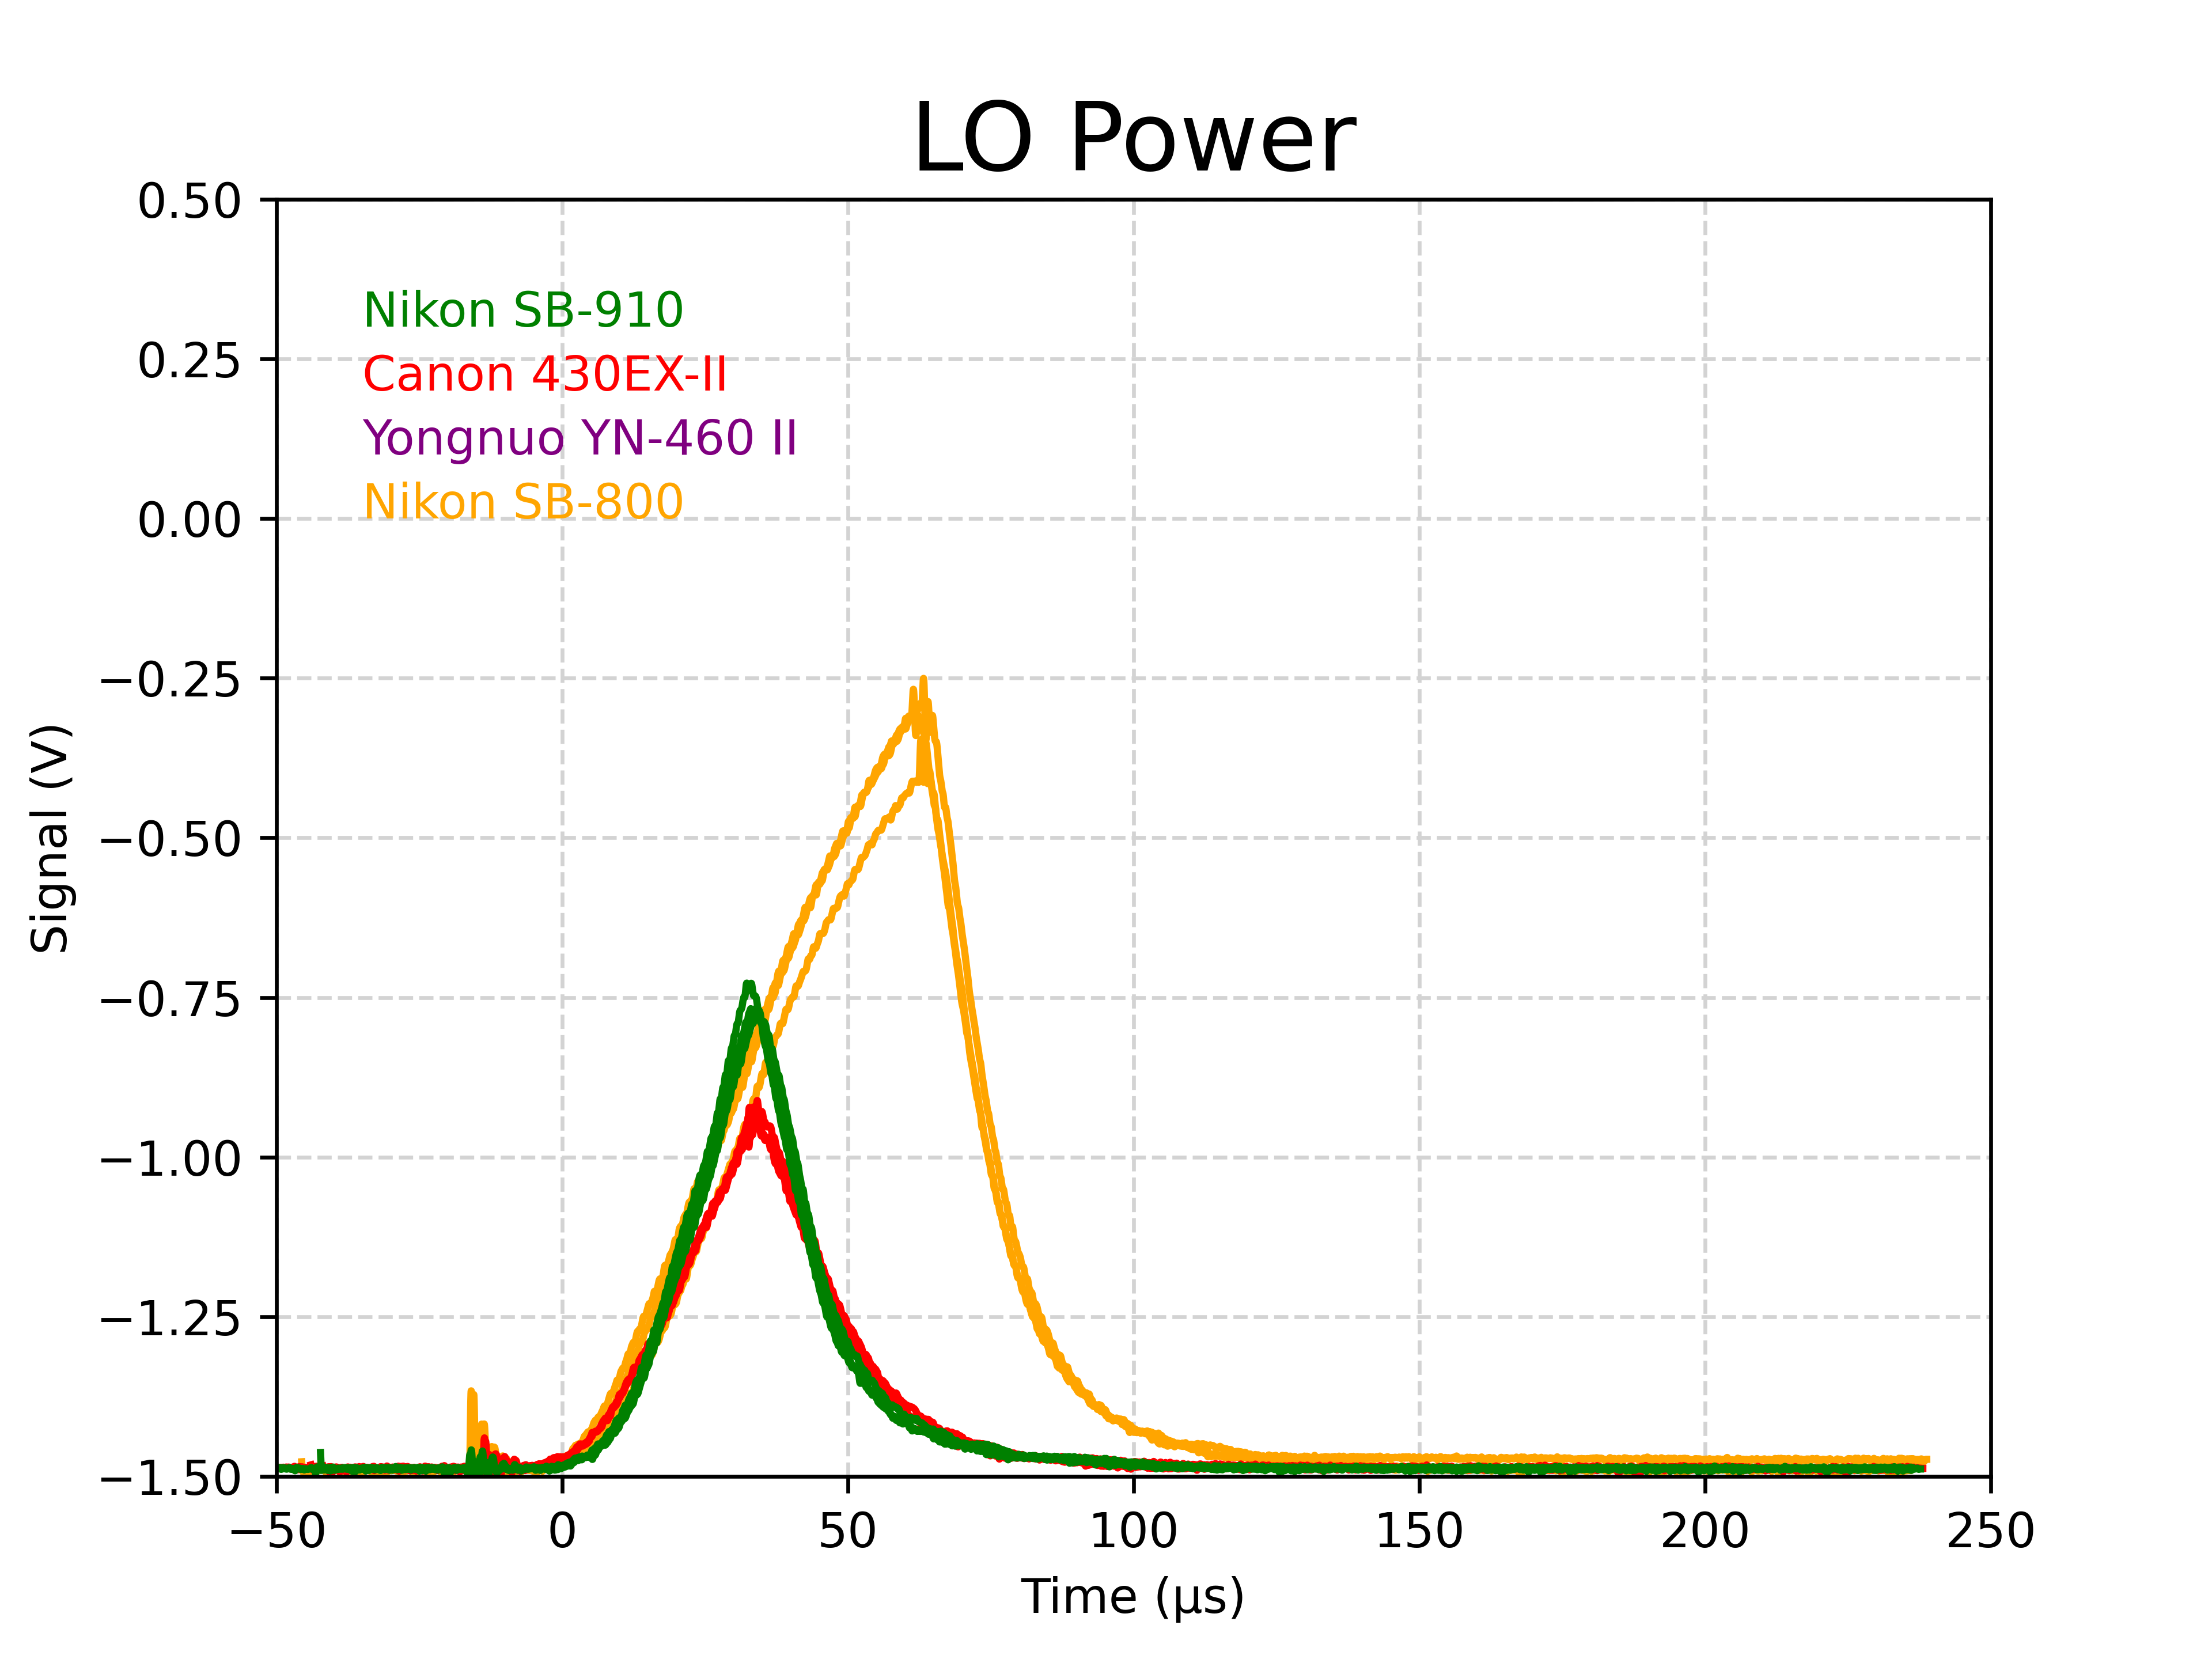 LO Power
0.50
0.25
0.00
−0.25
−0.50
−0.75
−1.00
−1.25
−1.50
Signal (V)
Nikon SB-910
Canon 430EX-II
Yongnuo YN-460 II
Nikon SB-800
−50 0 50 100 150 200 250
Time (μs)